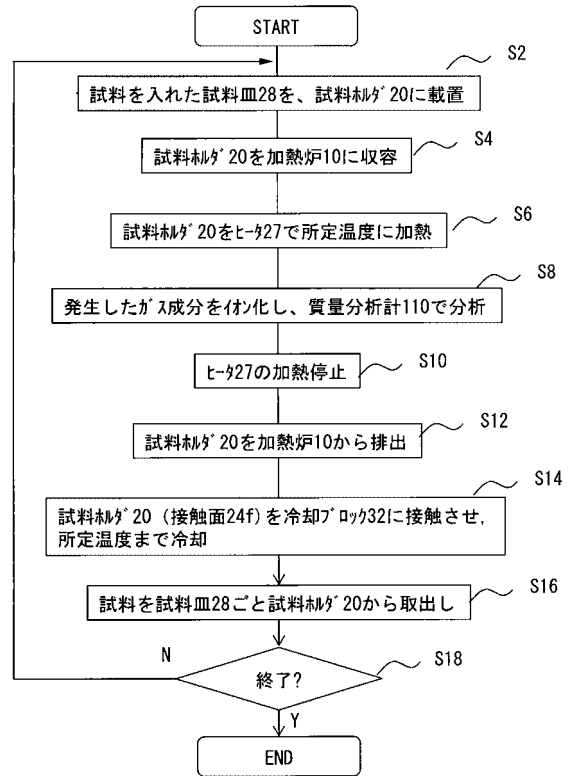 START
S2
試料を入れた試料皿28を、試料ﾎﾙﾀﾞ20に載置
S4
試料ﾎﾙﾀﾞ20を加熱炉10に収容
S6
試料ﾎﾙﾀﾞ20をﾋｰﾀ27で所定温度に加熱
S8
発生したｶﾞｽ成分をｲｵﾝ化し、質量分析計110で分析
S10
ﾋｰﾀ27の加熱停止
S12
試料ﾎﾙﾀﾞ20を加熱炉10から排出
S14
試料ﾎﾙﾀﾞ20（接触面24f）を冷却ﾌﾞﾛｯｸ32に接触させ,
所定温度まで冷却
S16
試料を試料皿28ごと試料ﾎﾙﾀﾞ20から取出し
N
S18
終了?
Y
END